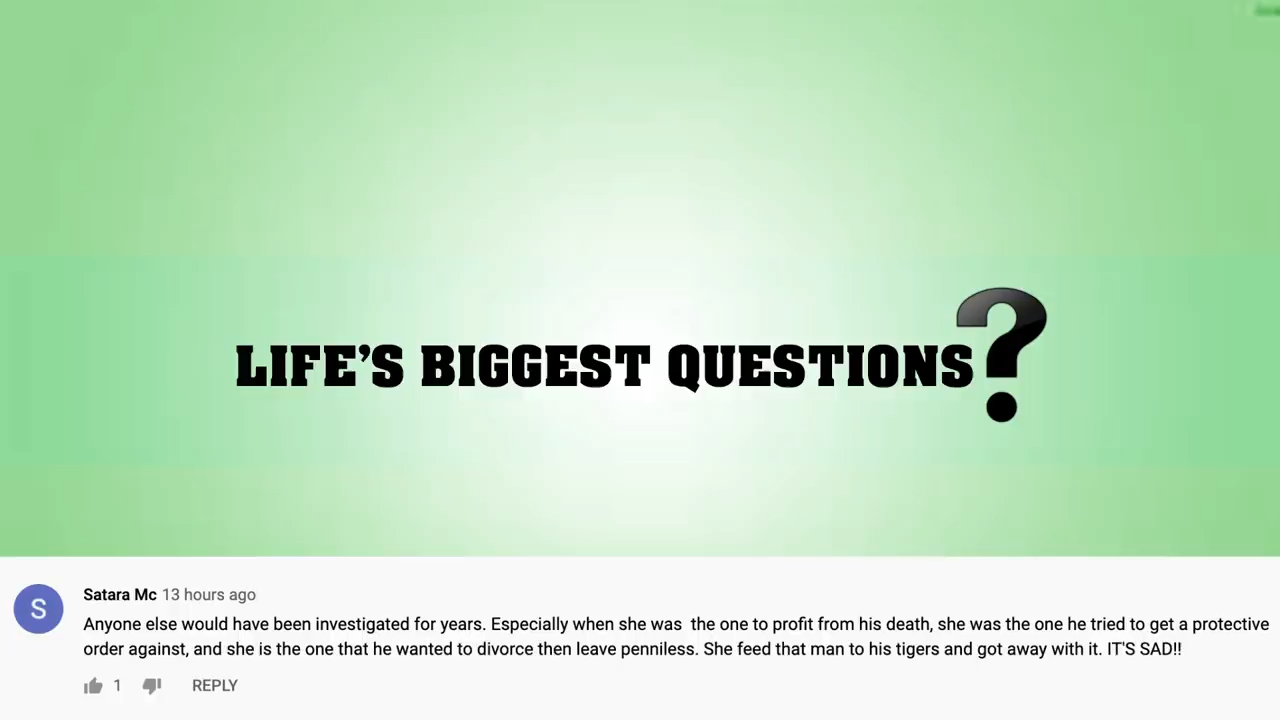 LIFE'S BIGGEST QUESTIONS?
Satara Mc 13 hours ago
Anyone else would have been investigated for years. Especially when she was  the one to profit from his death, she was the one he tried to get a protective
order against, and she is the one that he wanted to divorce then leave penniless. She feed that man to his tigers and got away with it. IT'S SAD!!
1 REPLY
S